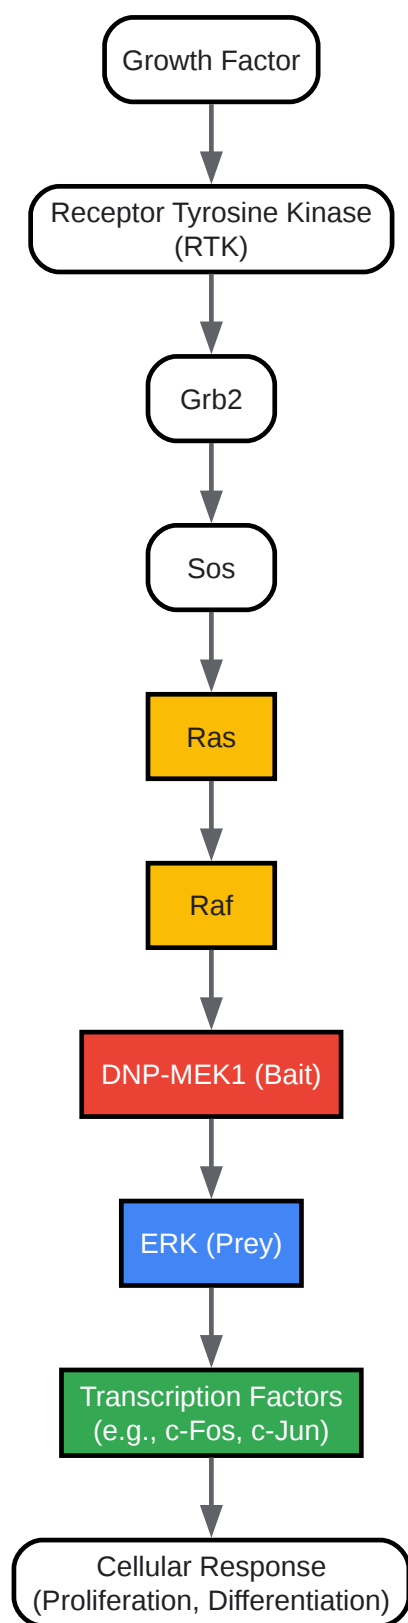 Growth Factor
Receptor Tyrosine Kinase
(RTK)
Grb2
Sos
Ras
Raf
DNP-MEK1 (Bait)
ERK (Prey)
Transcription Factors
(e.g., c-Fos, c-Jun)
Cellular Response
(Proliferation, Differentiation)